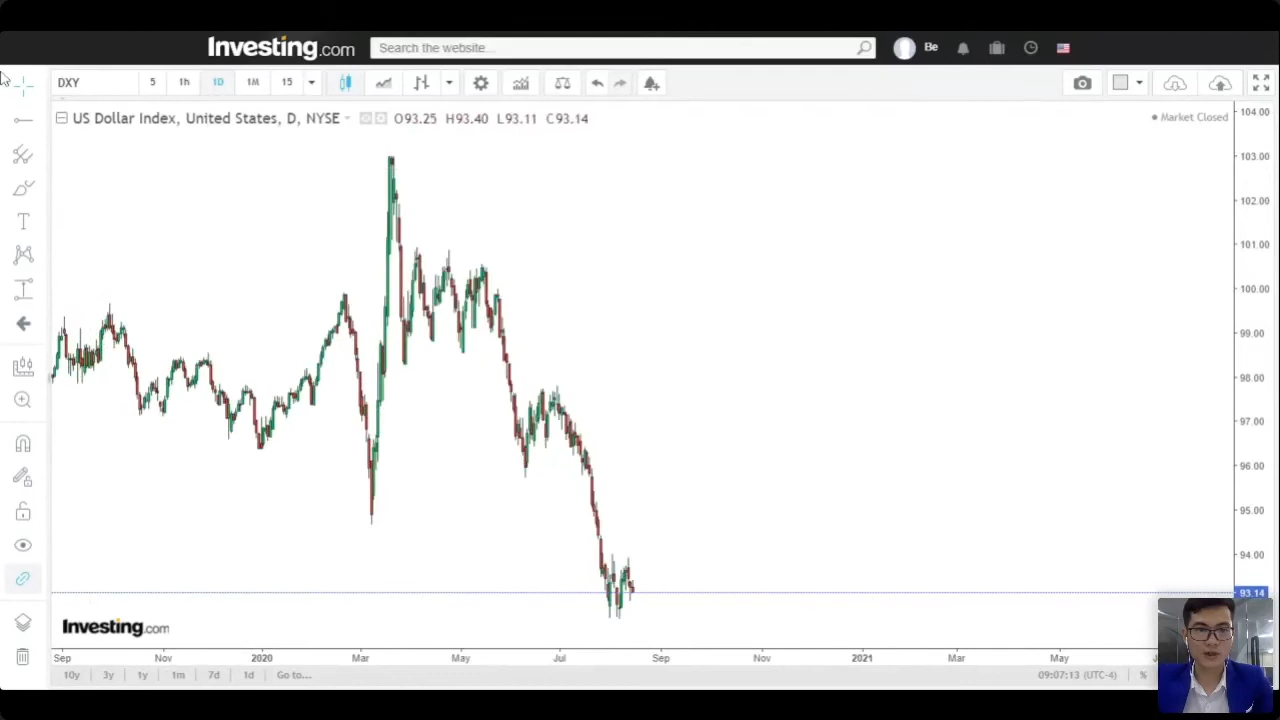 Investing.com
Search the website...
Be
DXY
5
1h
1D
1M
15
US Dollar Index, United States, D, NYSE
O93.25 H93.40 L93.11 C93.14
Market Closed
104.00
103.00
102.00
101.00
100.00
99.00
98.00
97.00
96.00
95.00
94.00
93.14
Investing.com
Sep
Nov
2020
Mar
May
Jul
Sep
Nov
2021
Mar
May
10y
3y
1y
1m
7d
1d
Go to...
09:07:13 (UTC-4)
%